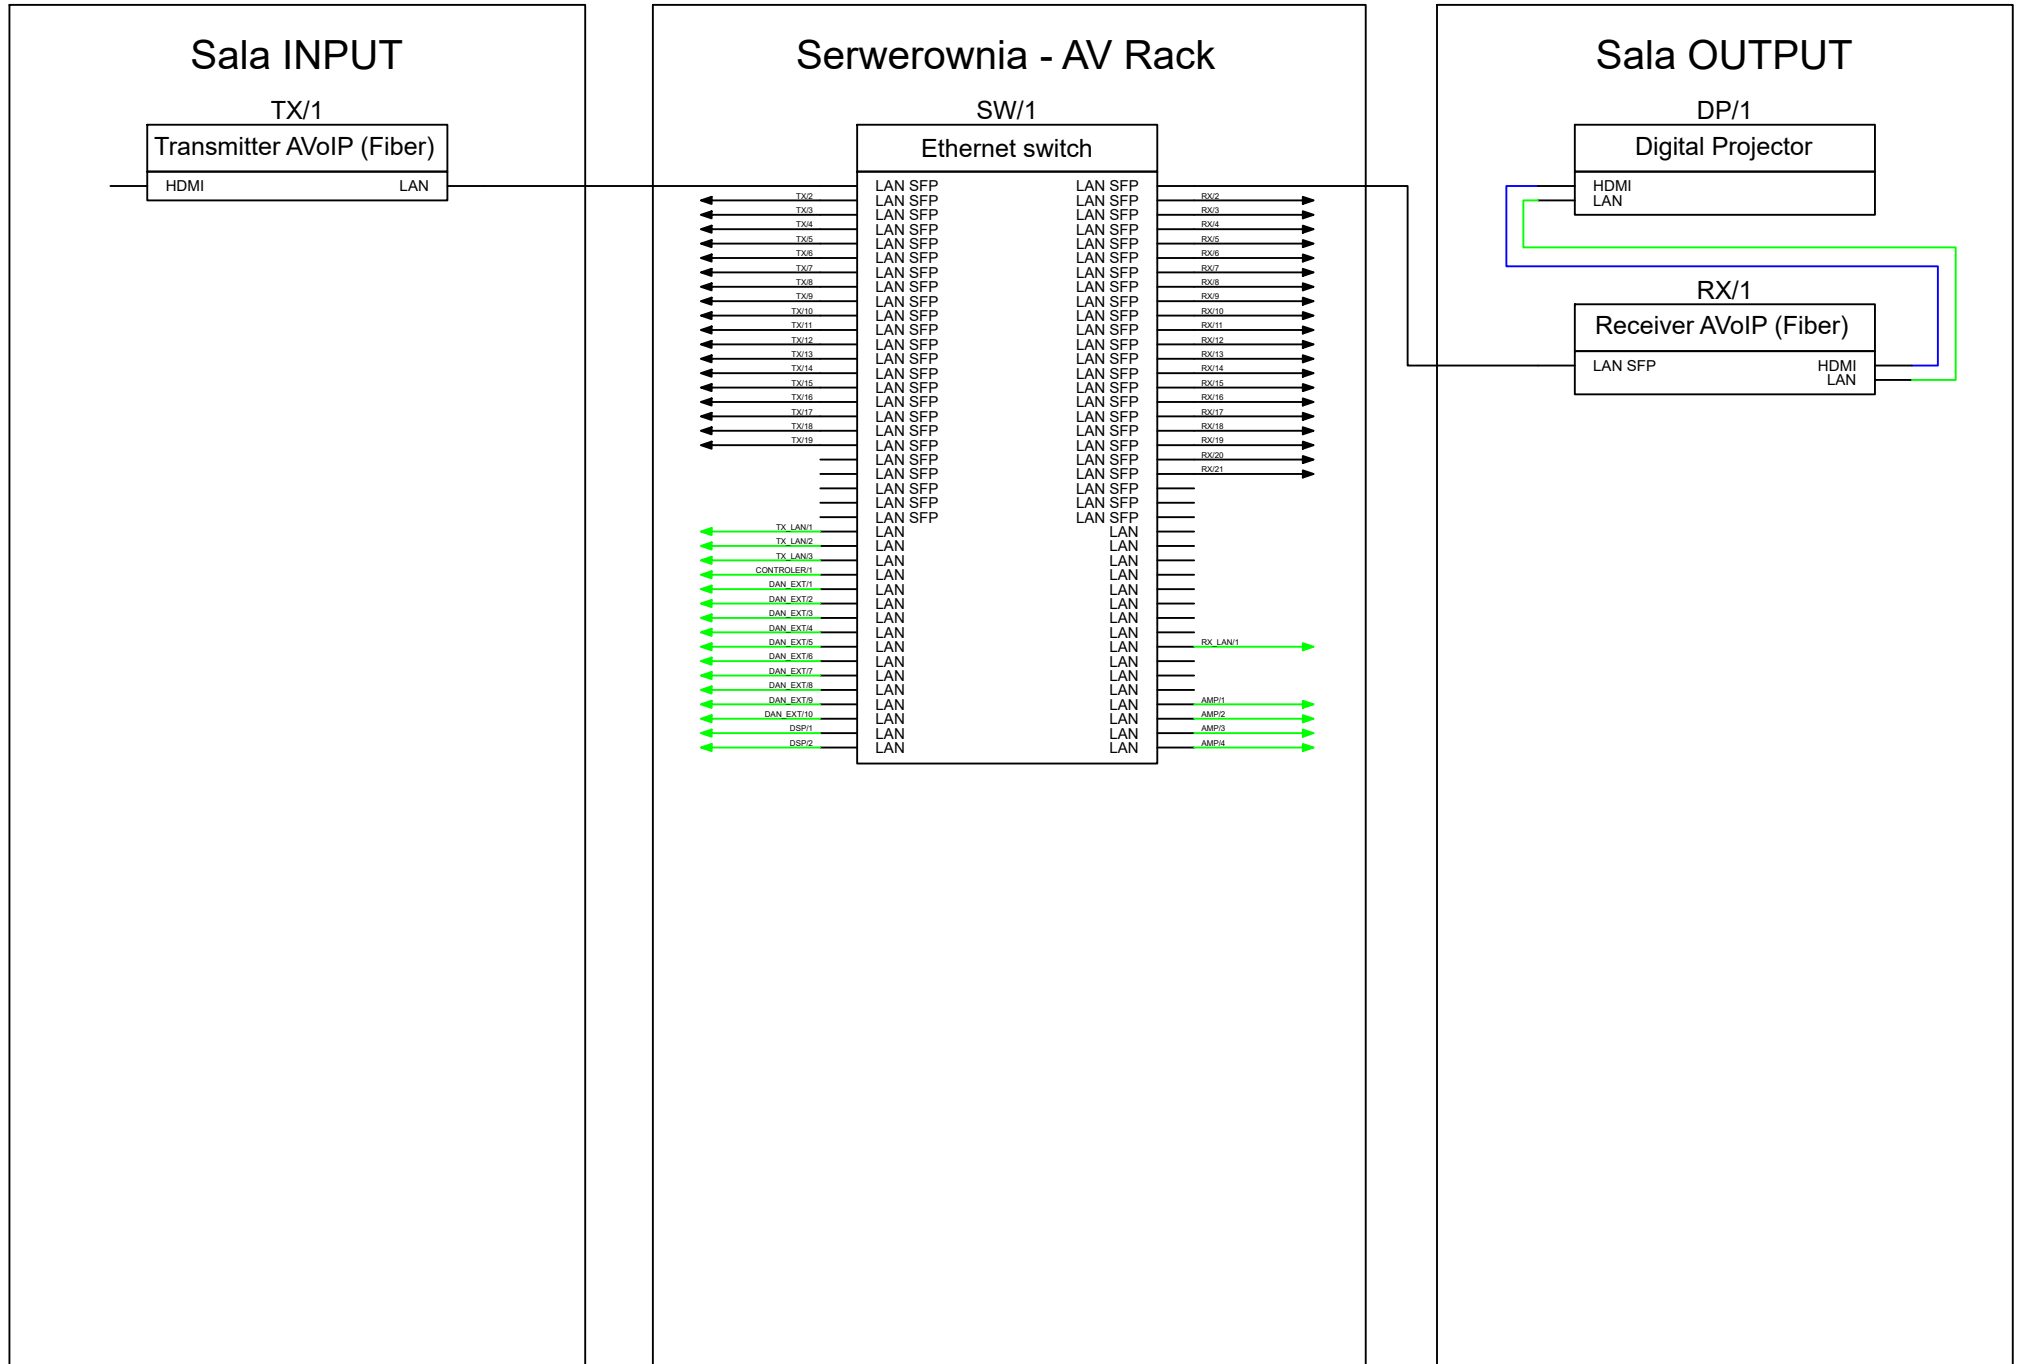 Sala INPUT
TX/1
Transmitter AVoIP (Fiber)
HDMI LAN
Serwerownia - AV Rack
SW/1
Ethernet switch
LAN SFP LAN SFP
TX/2 LAN SFP LAN SFP RX/2
TX/3 LAN SFP LAN SFP RX/3
TX/4 LAN SFP LAN SFP RX/4
TX/5 LAN SFP LAN SFP RX/5
TX/6 LAN SFP LAN SFP RX/6
TX/7 LAN SFP LAN SFP RX/7
TX/8 LAN SFP LAN SFP RX/8
TX/9 LAN SFP LAN SFP RX/9
TX/10 LAN SFP LAN SFP RX/10
TX/11 LAN SFP LAN SFP RX/11
TX/12 LAN SFP LAN SFP RX/12
TX/13 LAN SFP LAN SFP RX/13
TX/14 LAN SFP LAN SFP RX/14
TX/15 LAN SFP LAN SFP RX/15
TX/16 LAN SFP LAN SFP RX/16
TX/17 LAN SFP LAN SFP RX/17
TX/18 LAN SFP LAN SFP RX/18
TX/19 LAN SFP LAN SFP RX/19
LAN SFP LAN SFP RX/20
LAN SFP LAN SFP RX/21
LAN SFP LAN SFP
LAN SFP LAN SFP
LAN SFP LAN SFP
TX_LAN/1 LAN LAN
TX_LAN/2 LAN LAN
TX_LAN/3 LAN LAN
CONTROLER/1 LAN LAN
DAN_EXT/1 LAN LAN
DAN_EXT/2 LAN LAN
DAN_EXT/3 LAN LAN
DAN_EXT/4 LAN LAN
DAN_EXT/5 LAN LAN RX_LAN/1
DAN_EXT/6 LAN LAN
DAN_EXT/7 LAN LAN
DAN_EXT/8 LAN LAN
DAN_EXT/9 LAN LAN AMP/1
DAN_EXT/10 LAN LAN AMP/2
DSP/1 LAN LAN AMP/3
DSP/2 LAN LAN AMP/4
Sala OUTPUT
DP/1
Digital Projector
HDMI
LAN
RX/1
Receiver AVoIP (Fiber)
LAN SFP HDMI
LAN